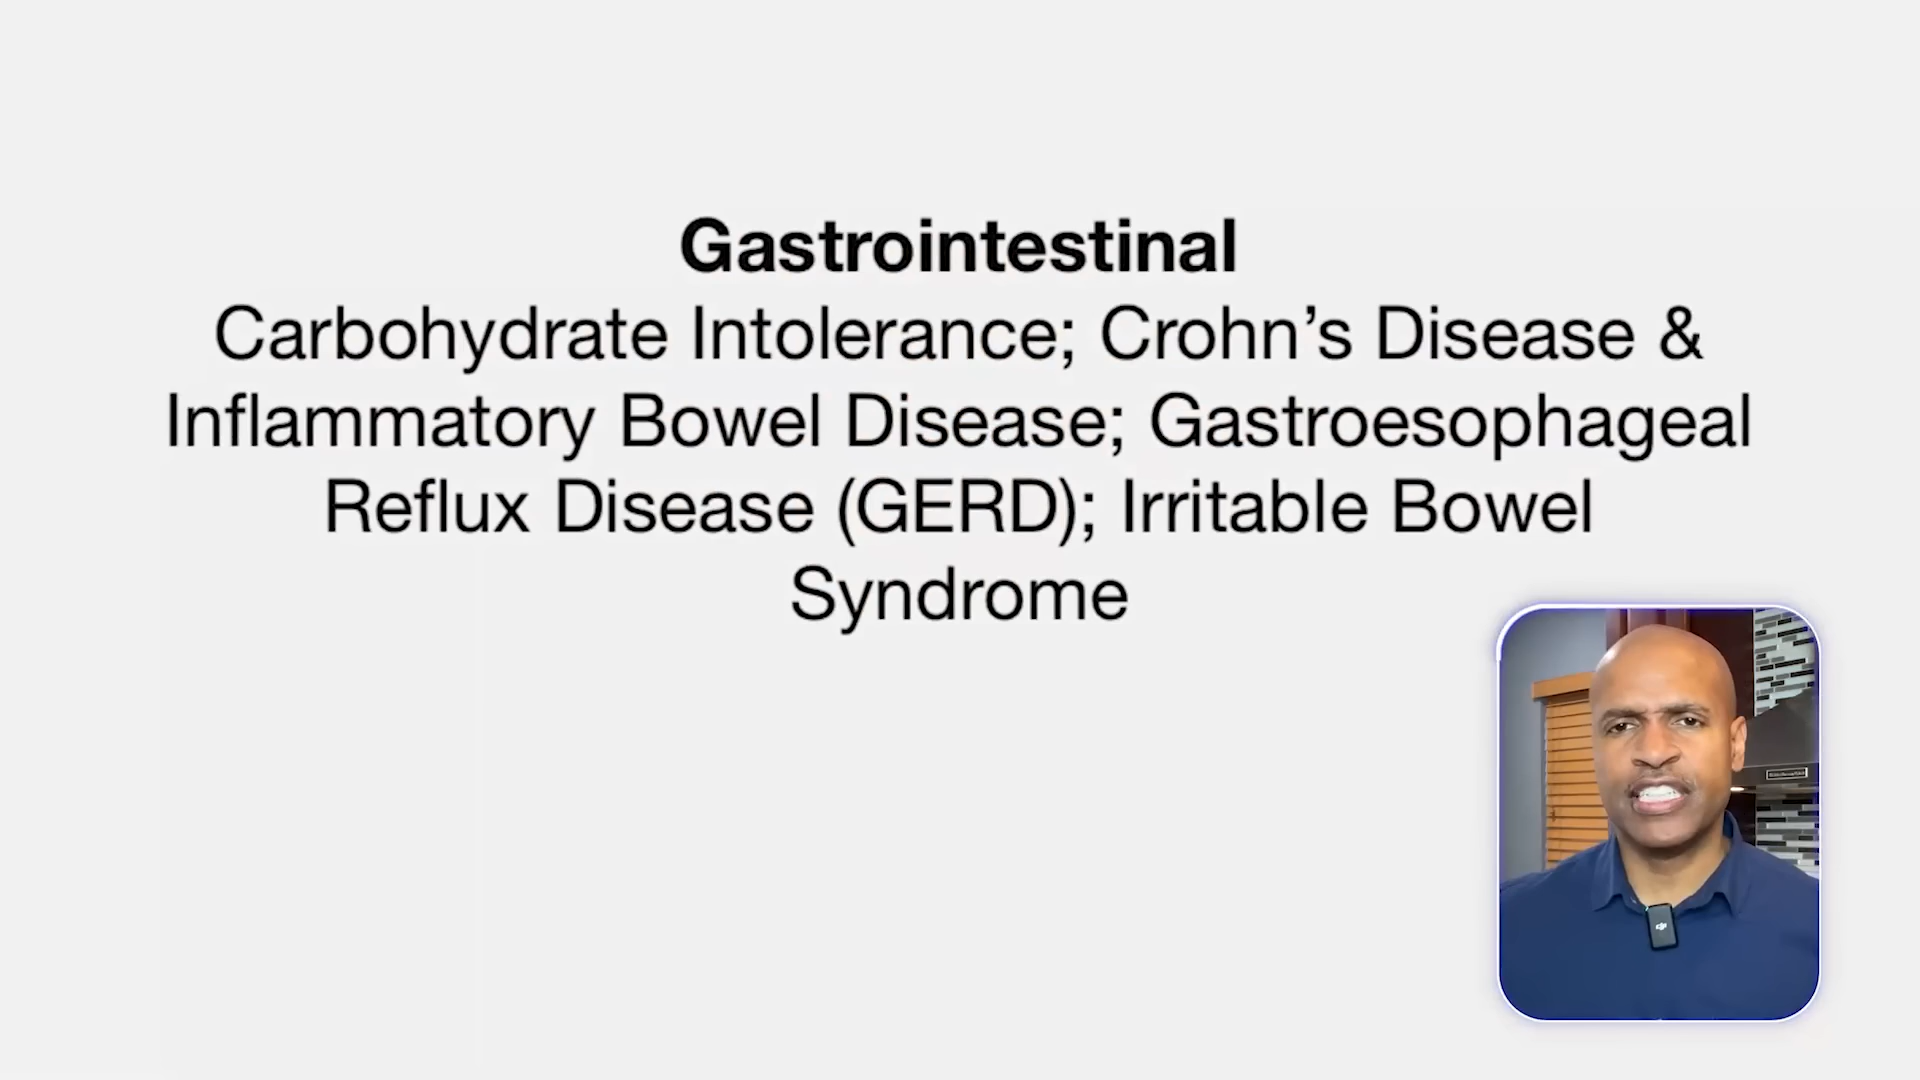 Gastrointestinal
Carbohydrate Intolerance; Crohn’s Disease &
Inflammatory Bowel Disease; Gastroesophageal
Reflux Disease (GERD); Irritable Bowel
Syndrome